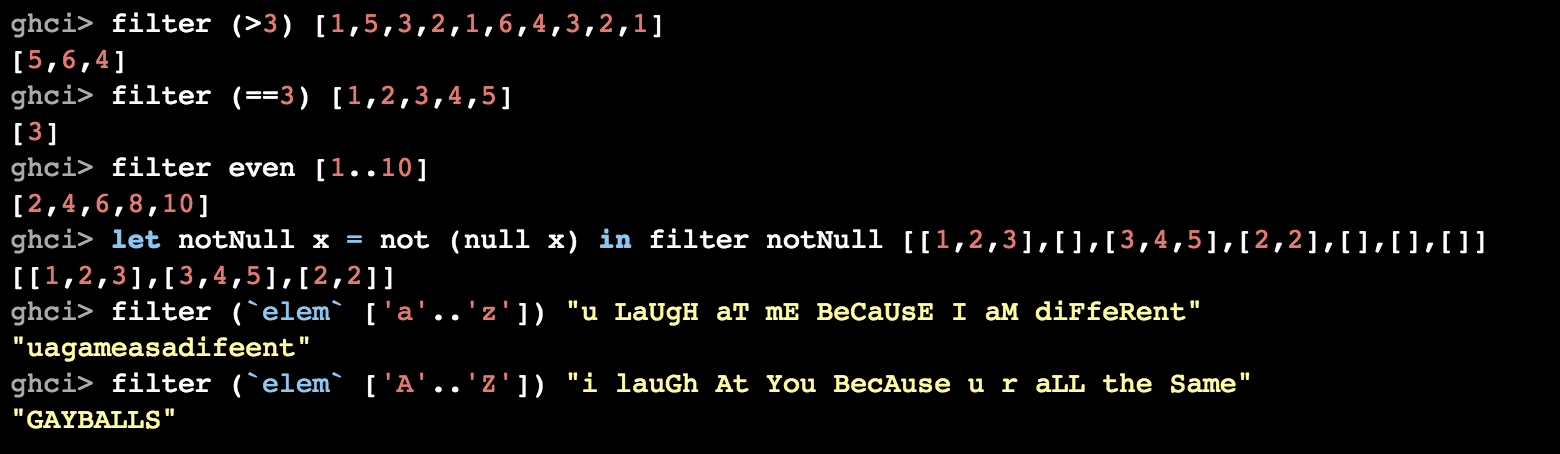 ghci> filter (>3) [1,5,3,2,1,6,4,3,2,1]
[5,6,4]
ghci> filter (==3) [1,2,3,4,5]
[3]
ghci> filter even [1..10]
[2,4,6,8,10]
ghci> let notNull x = not (null x) in filter notNull [[1,2,3],[],[3,4,5],[2,2],[],[],[]]
[[1,2,3],[3,4,5],[2,2]]
ghci> filter (`elem` ['a'..'z']) "u LaUgH aT mE BeCaUsE I aM diFfeRent"
"uagameasadifeent"
ghci> filter (`elem` ['A'..'Z']) "i lauGh At You BecAuse u r aLL the Same"
"GAYBALLS"